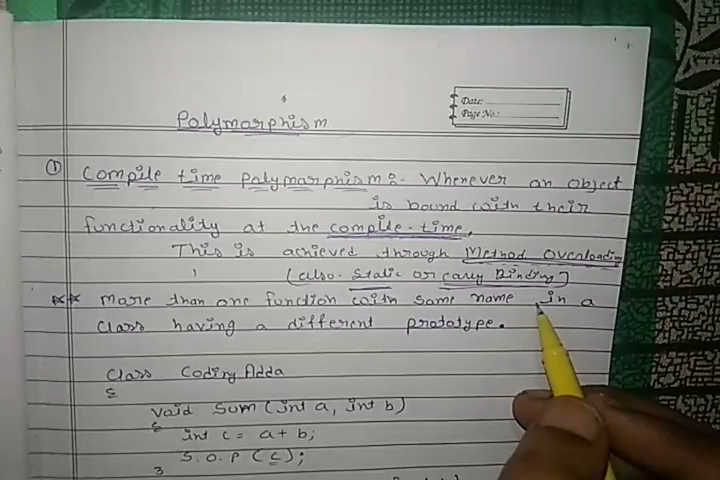 Date:
Page No.:
Polymorphism
① Compile time Polymorphism:- Whenever an object
is bound with their
functionality at the compile-time.
This is achieved through Method Overloading
(also. Static or early Binding)
** More than one function with same name in a
class having a different prototype.
Class Coding Adda
{
void Sum (int a, int b)
{
int c = a + b;
S.O.P (c);
}